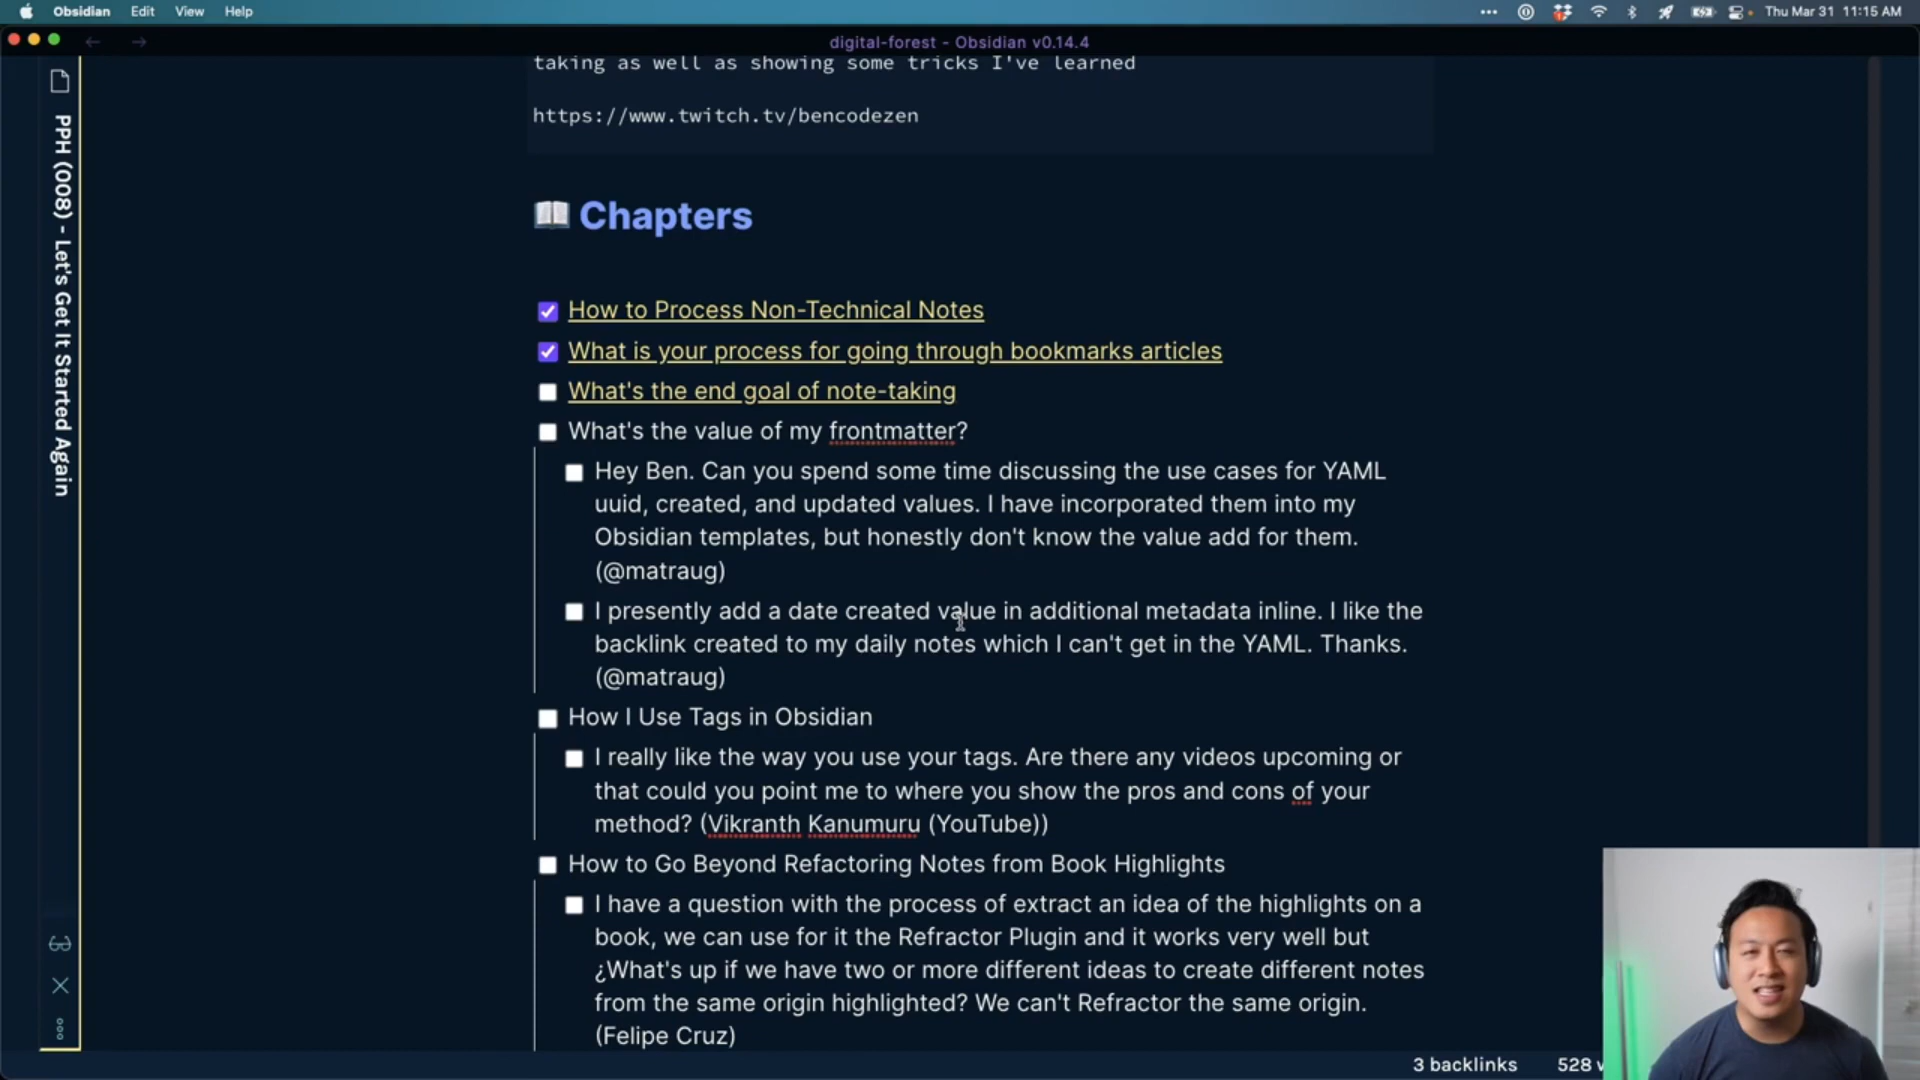 Obsidian Edit View Help
Thu Mar 31 11:15 AM
digital-forest - Obsidian v0.14.4
PPH (008) - Let's Get It Started Again
taking as well as showing some tricks I've learned
https://www.twitch.tv/bencodezen
📖 Chapters
How to Process Non-Technical Notes
What is your process for going through bookmarks articles
What's the end goal of note-taking
What's the value of my frontmatter?
Hey Ben. Can you spend some time discussing the use cases for YAML
uuid, created, and updated values. I have incorporated them into my
Obsidian templates, but honestly don't know the value add for them.
(@matraug)
I presently add a date created value in additional metadata inline. I like the
backlink created to my daily notes which I can't get in the YAML. Thanks.
(@matraug)
How I Use Tags in Obsidian
I really like the way you use your tags. Are there any videos upcoming or
that could you point me to where you show the pros and cons of your
method? (Vikranth Kanumuru (YouTube))
How to Go Beyond Refactoring Notes from Book Highlights
I have a question with the process of extract an idea of the highlights on a
book, we can use for it the Refractor Plugin and it works very well but
¿What's up if we have two or more different ideas to create different notes
from the same origin highlighted? We can't Refractor the same origin.
(Felipe Cruz)
3 backlinks 528